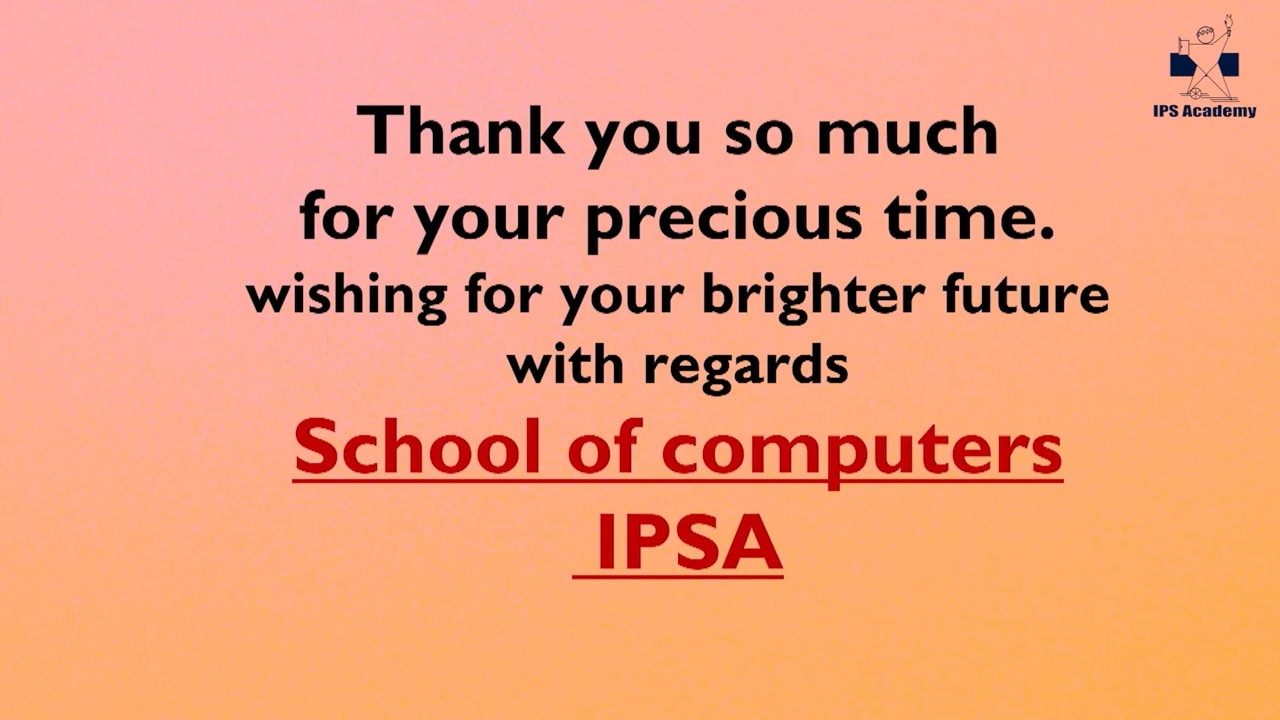 IPS Academy
Thank you so much
for your precious time.
wishing for your brighter future
with regards
School of computers
IPSA